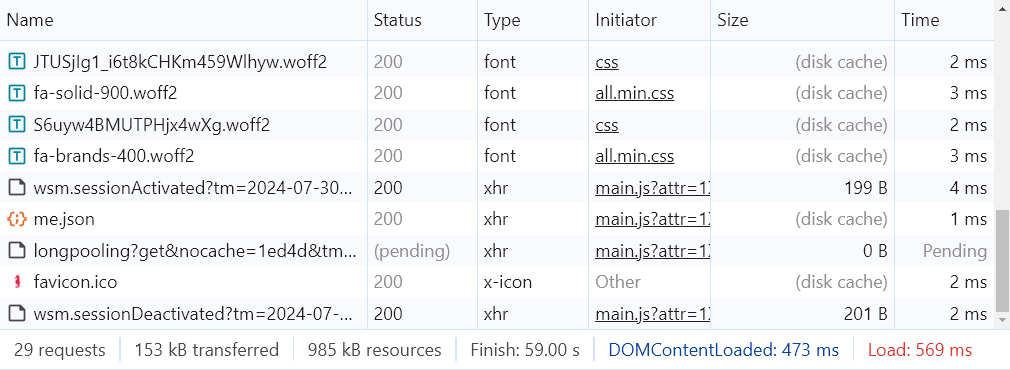 Name Status Type Initiator Size Time
JTUSjIg1_i6t8kCHKm459Wlhyw.woff2 200 font css (disk cache) 2 ms
fa-solid-900.woff2 200 font all.min.css (disk cache) 3 ms
S6uyw4BMUTPHjx4wXg.woff2 200 font css (disk cache) 2 ms
fa-brands-400.woff2 200 font all.min.css (disk cache) 3 ms
wsm.sessionActivated?tm=2024-07-30... 200 xhr main.js?attr=1 199 B 4 ms
me.json 200 xhr main.js?attr=1 (disk cache) 1 ms
longpooling?get&nocache=1ed4d&tm... (pending) xhr main.js?attr=1 0 B Pending
favicon.ico 200 x-icon Other (disk cache) 2 ms
wsm.sessionDeactivated?tm=2024-07-... 200 xhr main.js?attr=1 201 B 2 ms
29 requests 153 kB transferred 985 kB resources Finish: 59.00 s DOMContentLoaded: 473 ms Load: 569 ms